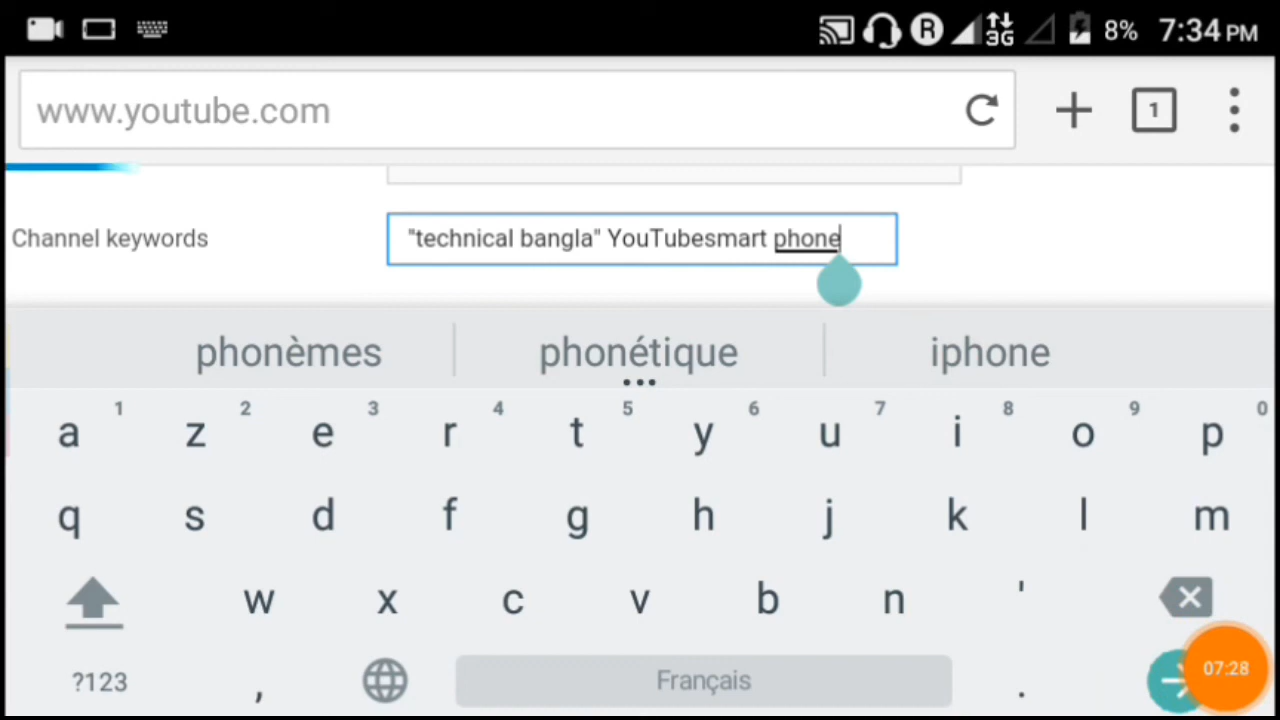 R 3G 8% 7:34 PM
www.youtube.com 1
Channel keywords "technical bangla" YouTubesmart phone
phonèmes phonétique iphone
1 2 3 4 5 6 7 8 9 0
a z e r t y u i o p
q s d f g h j k l m
w x c v b n '
?123 , Français .
07:28